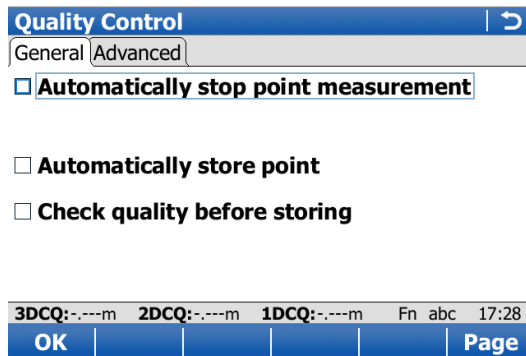 Quality Control
General Advanced
Automatically stop point measurement
Automatically store point
Check quality before storing
3DCQ:-.---m 2DCQ:-.---m 1DCQ:-.---m Fn abc 17:28
OK Page